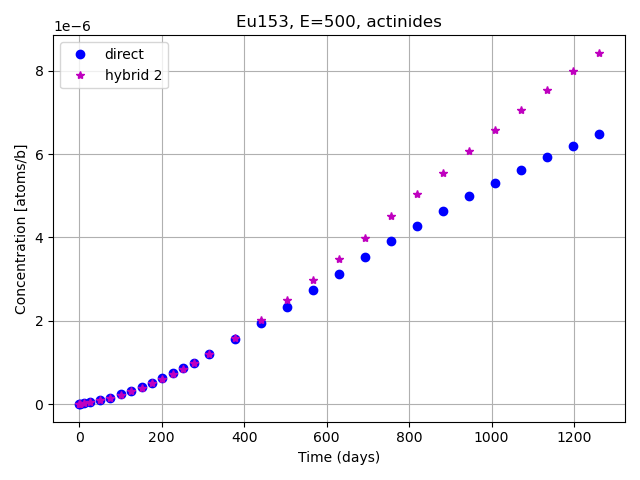 Eu153, E=500, actinides
1e−6
direct
hybrid 2
8
6
4
2
0
Concentration [atoms/b]
0 200 400 600 800 1000 1200
Time (days)